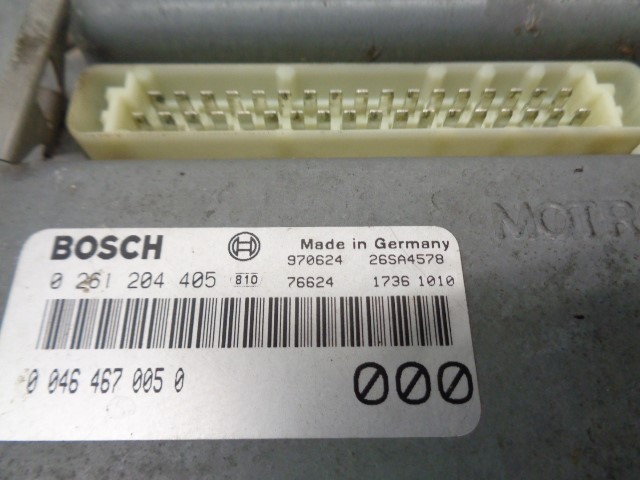 MOTR
BOSCH Made in Germany
970624 26SA4578
0 261 204 405 810 76624 1736 1010
0 046 467 005 0 000